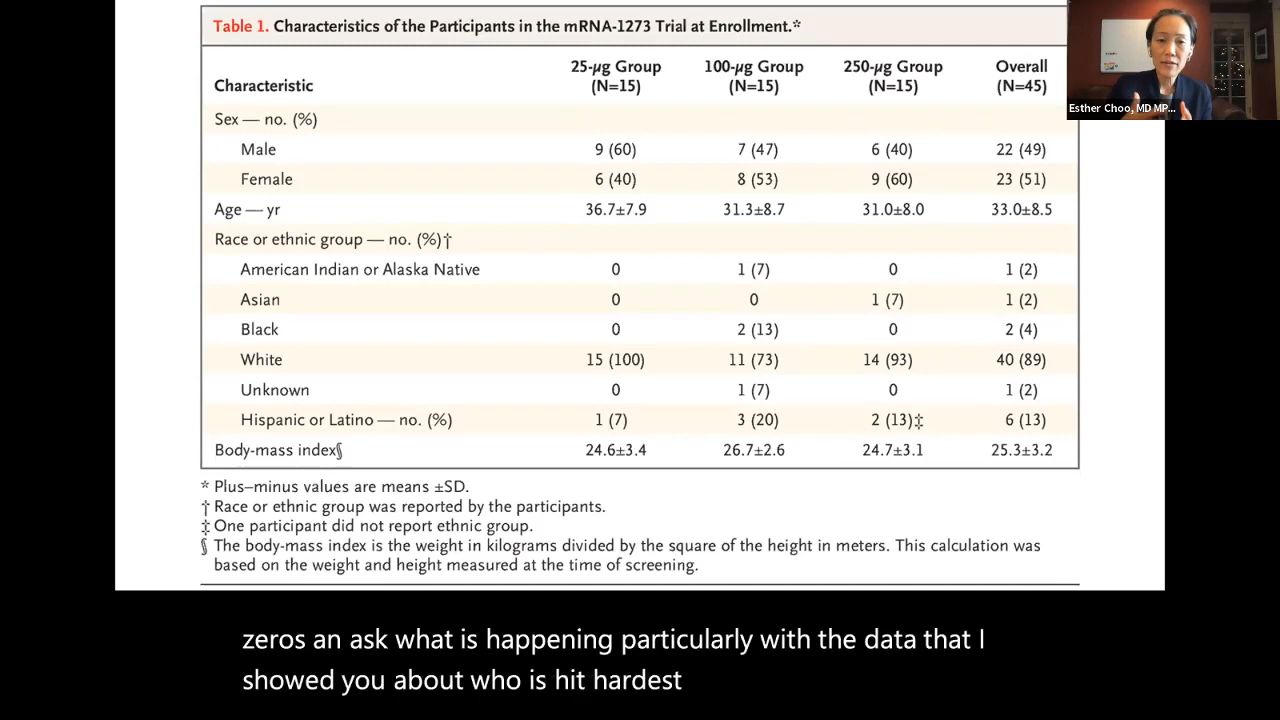 Table 1. Characteristics of the Participants in the mRNA-1273 Trial at Enrollment.*
Characteristic 25-μg Group (N=15) 100-μg Group (N=15) 250-μg Group (N=15) Overall (N=45)
Sex — no. (%)
Male 9 (60) 7 (47) 6 (40) 22 (49)
Female 6 (40) 8 (53) 9 (60) 23 (51)
Age — yr 36.7±7.9 31.3±8.7 31.0±8.0 33.0±8.5
Race or ethnic group — no. (%)†
American Indian or Alaska Native 0 1 (7) 0 1 (2)
Asian 0 0 1 (7) 1 (2)
Black 0 2 (13) 0 2 (4)
White 15 (100) 11 (73) 14 (93) 40 (89)
Unknown 0 1 (7) 0 1 (2)
Hispanic or Latino — no. (%) 1 (7) 3 (20) 2 (13)‡ 6 (13)
Body-mass index§ 24.6±3.4 26.7±2.6 24.7±3.1 25.3±3.2
* Plus–minus values are means ±SD.
† Race or ethnic group was reported by the participants.
‡ One participant did not report ethnic group.
§ The body-mass index is the weight in kilograms divided by the square of the height in meters. This calculation was
based on the weight and height measured at the time of screening.
Esther Choo, MD MP...
zeros an ask what is happening particularly with the data that I
showed you about who is hit hardest